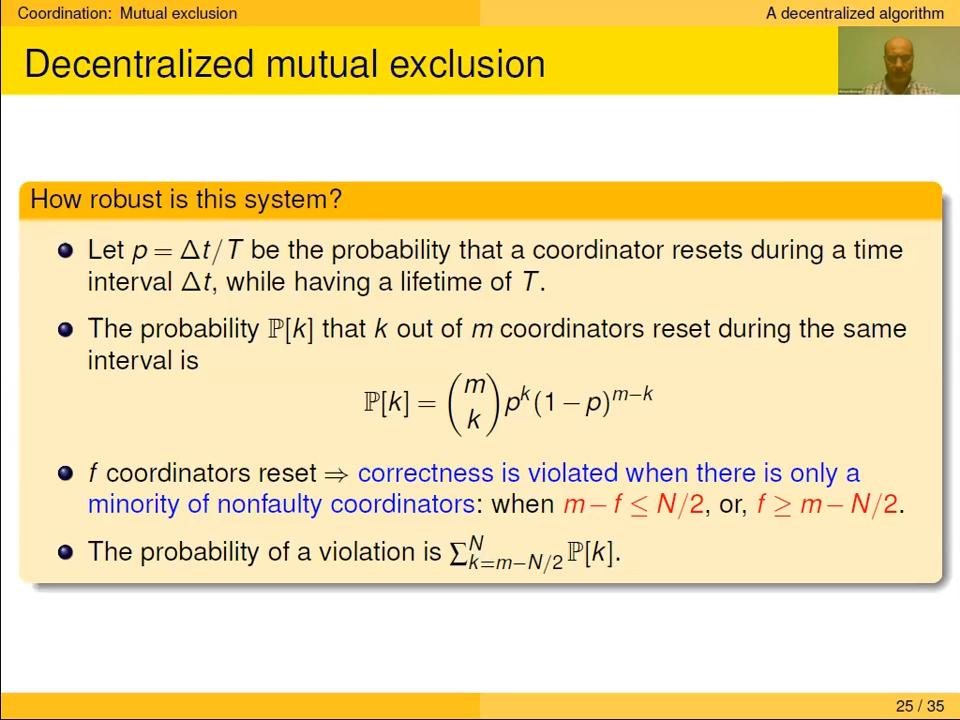 Coordination: Mutual exclusion
A decentralized algorithm
Decentralized mutual exclusion
How robust is this system?
Let p = Δt/T be the probability that a coordinator resets during a time
interval Δt, while having a lifetime of T.
The probability ℙ[k] that k out of m coordinators reset during the same
interval is
ℙ[k] = (m k) p^k (1 − p)^{m−k}
f coordinators reset ⇒ correctness is violated when there is only a
minority of nonfaulty coordinators: when m − f ≤ N/2, or, f ≥ m − N/2.
The probability of a violation is ∑_{k=m−N/2}^{N} ℙ[k].
25 / 35